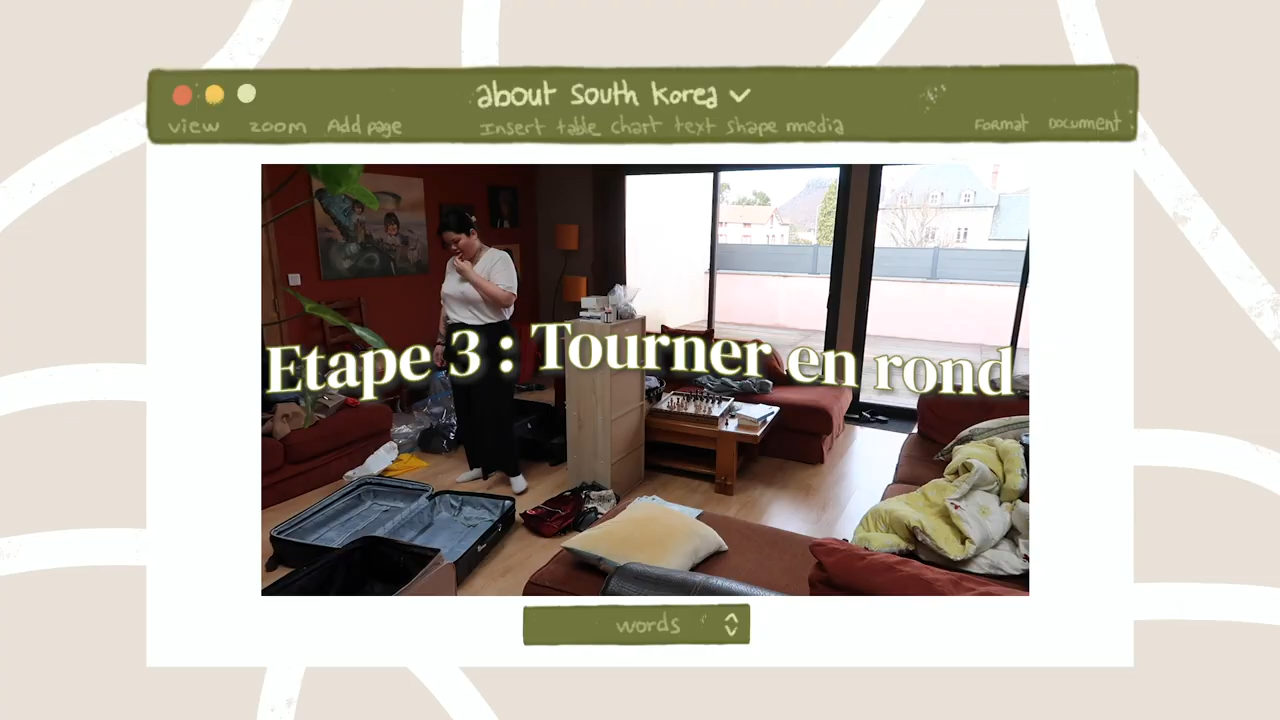 about South Korea
view zoom Add page Insert table chart text shape media Format Document
Etape 3 : Tourner en rond
words